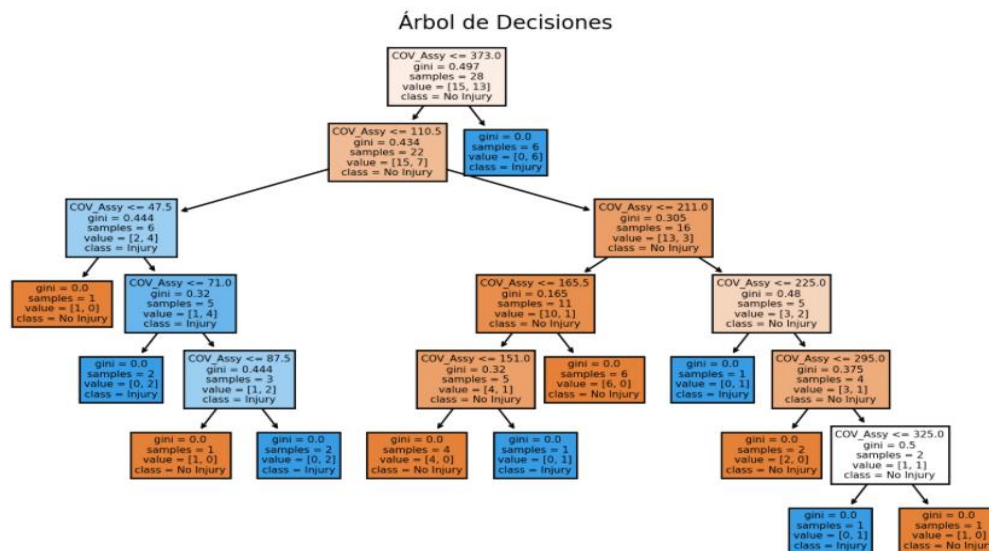 Árbol de Decisiones
COV_Assy <= 373.0
gini = 0.497
samples = 28
value = [15, 13]
class = No Injury
COV_Assy <= 110.5
gini = 0.434
samples = 22
value = [15, 7]
class = No Injury
gini = 0.0
samples = 6
value = [0, 6]
class = Injury
COV_Assy <= 47.5
gini = 0.444
samples = 6
value = [2, 4]
class = Injury
COV_Assy <= 211.0
gini = 0.305
samples = 16
value = [13, 3]
class = No Injury
gini = 0.0
samples = 1
value = [1, 0]
class = No Injury
COV_Assy <= 71.0
gini = 0.32
samples = 5
value = [1, 4]
class = Injury
COV_Assy <= 165.5
gini = 0.165
samples = 11
value = [10, 1]
class = No Injury
COV_Assy <= 225.0
gini = 0.48
samples = 5
value = [3, 2]
class = No Injury
gini = 0.0
samples = 2
value = [0, 2]
class = Injury
COV_Assy <= 87.5
gini = 0.444
samples = 3
value = [1, 2]
class = Injury
COV_Assy <= 151.0
gini = 0.32
samples = 5
value = [4, 1]
class = No Injury
gini = 0.0
samples = 6
value = [6, 0]
class = No Injury
gini = 0.0
samples = 1
value = [0, 1]
class = Injury
COV_Assy <= 295.0
gini = 0.375
samples = 4
value = [3, 1]
class = No Injury
gini = 0.0
samples = 1
value = [1, 0]
class = No Injury
gini = 0.0
samples = 2
value = [0, 2]
class = Injury
gini = 0.0
samples = 4
value = [4, 0]
class = No Injury
gini = 0.0
samples = 1
value = [0, 1]
class = Injury
gini = 0.0
samples = 2
value = [2, 0]
class = No Injury
COV_Assy <= 325.0
gini = 0.5
samples = 2
value = [1, 1]
class = No Injury
gini = 0.0
samples = 1
value = [0, 1]
class = Injury
gini = 0.0
samples = 1
value = [1, 0]
class = No Injury